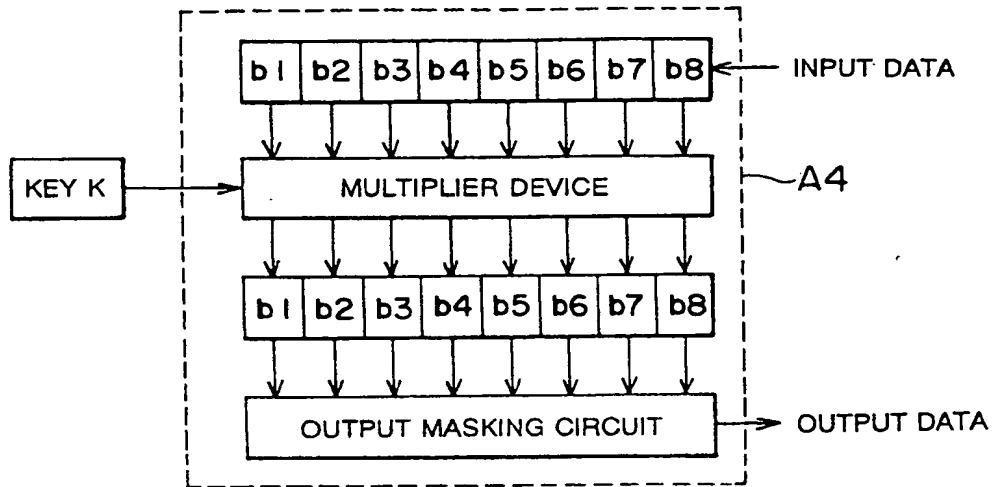 b1 b2 b3 b4 b5 b6 b7 b8
INPUT DATA
KEY K
MULTIPLIER DEVICE
A4
b1 b2 b3 b4 b5 b6 b7 b8
OUTPUT MASKING CIRCUIT
OUTPUT DATA